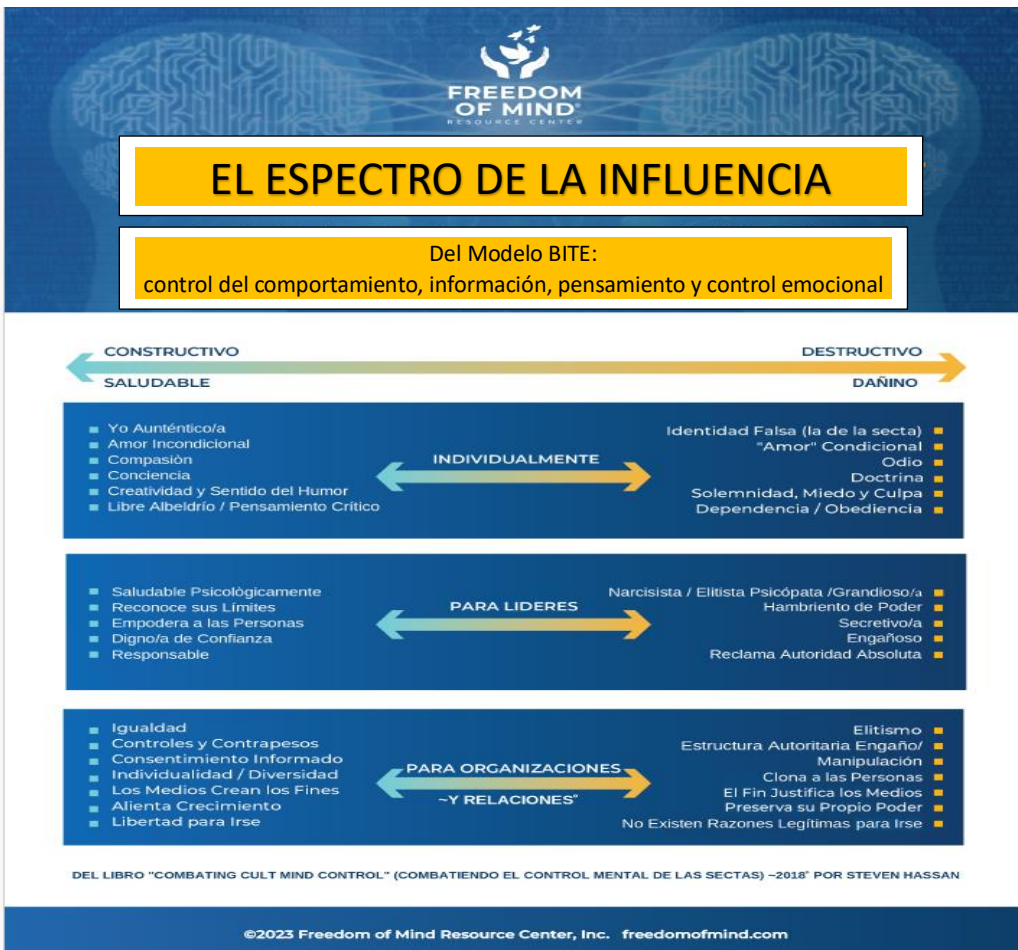 FREEDOM
OF MIND®
RESOURCE CENTER
EL ESPECTRO DE LA INFLUENCIA
Del Modelo BITE:
control del comportamiento, información, pensamiento y control emocional
CONSTRUCTIVO
DESTRUCTIVO
SALUDABLE
DAÑINO
Yo Aunténtico/a
Amor Incondicional
Compasiòn
Conciencia
Creatividad y Sentido del Humor
Libre Albeldrío / Pensamiento Crítico
INDIVIDUALMENTE
Identidad Falsa (la de la secta)
"Amor" Condicional
Odio
Doctrina
Solemnidad, Miedo y Culpa
Dependencia / Obediencia
Saludable Psicològicamente
Reconoce sus Límites
Empodera a las Personas
Digno/a de Confianza
Responsable
PARA LIDERES
Narcisista / Elitista Psicópata /Grandioso/a
Hambriento de Poder
Secretivo/a
Engañoso
Reclama Autoridad Absoluta
Igualdad
Controles y Contrapesos
Consentimiento Informado
Individualidad / Diversidad
Los Medios Crean los Fines
Alienta Crecimiento
Libertad para Irse
PARA ORGANIZACIONES
~Y RELACIONES"
Elitismo
Estructura Autoritaria Engaño/
Manipulación
Clona a las Personas
El Fin Justifica los Medios
Preserva su Propio Poder
No Existen Razones Legítimas para Irse
DEL LIBRO "COMBATING CULT MIND CONTROL" (COMBATIENDO EL CONTROL MENTAL DE LAS SECTAS) ~2018" POR STEVEN HASSAN
©2023 Freedom of Mind Resource Center, Inc. freedomofmind.com